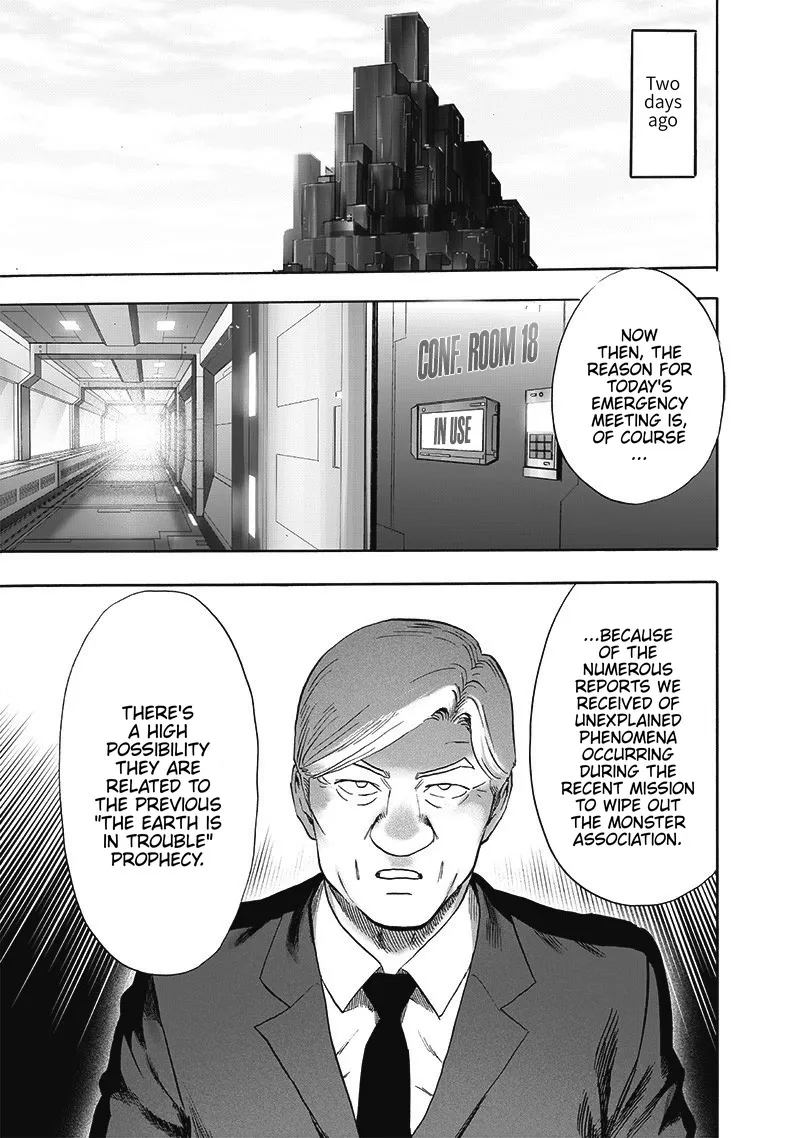 Two
days
ago
NOW
THEN, THE
REASON FOR
TODAY'S
EMERGENCY
MEETING IS,
OF COURSE
...
CONF. ROOM 18
IN USE
...BECAUSE
OF THE
NUMEROUS
REPORTS WE
RECEIVED OF
UNEXPLAINED
PHENOMENA
OCCURRING
DURING THE
RECENT MISSION
TO WIPE OUT
THE MONSTER
ASSOCIATION.
THERE'S
A HIGH
POSSIBILITY
THEY ARE
RELATED TO
THE PREVIOUS
"THE EARTH IS
IN TROUBLE"
PROPHECY.